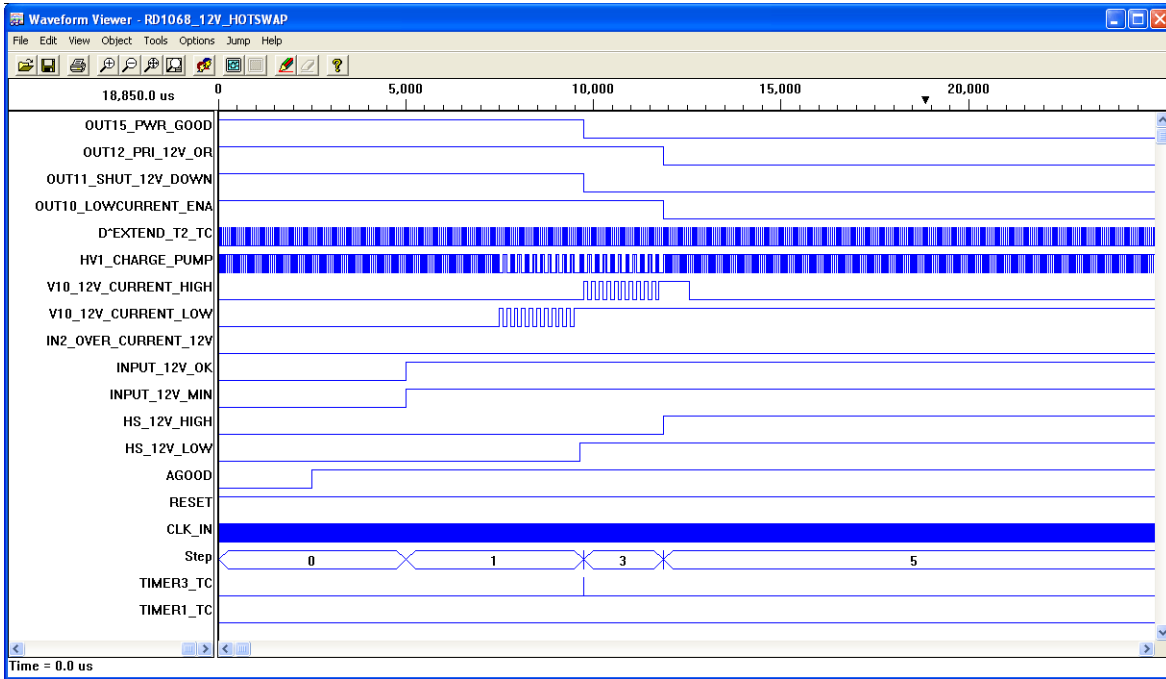 Waveform Viewer - RD1068_12V_HOTSWAP
File Edit View Object Tools Options Jump Help
18,850.0 us
0 5,000 10,000 15,000 20,000
OUT15_PWR_GOOD
OUT12_PRI_12V_OR
OUT11_SHUT_12V_DOWN
OUT10_LOWCURRENT_ENA
D^EXTEND_T2_TC
HV1_CHARGE_PUMP
V10_12V_CURRENT_HIGH
V10_12V_CURRENT_LOW
IN2_OVER_CURRENT_12V
INPUT_12V_OK
INPUT_12V_MIN
HS_12V_HIGH
HS_12V_LOW
AGOOD
RESET
CLK_IN
Step 0 1 3 5
TIMER3_TC
TIMER1_TC
Time = 0.0 us